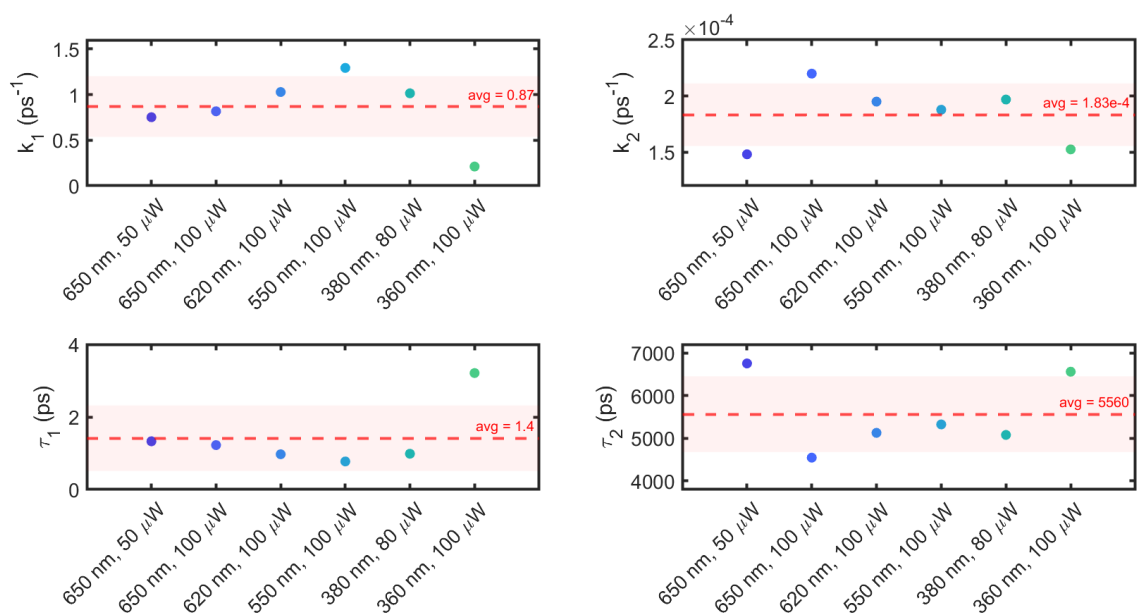 k₁ (ps⁻¹)
1.5
1
0.5
0
avg = 0.87
650 nm, 50 μW
650 nm, 100 μW
620 nm, 100 μW
550 nm, 100 μW
380 nm, 80 μW
360 nm, 100 μW
×10⁻⁴
k₂ (ps⁻¹)
2.5
2
1.5
avg = 1.83e-4
650 nm, 50 μW
650 nm, 100 μW
620 nm, 100 μW
550 nm, 100 μW
380 nm, 80 μW
360 nm, 100 μW
τ₁ (ps)
4
2
0
avg = 1.4
650 nm, 50 μW
650 nm, 100 μW
620 nm, 100 μW
550 nm, 100 μW
380 nm, 80 μW
360 nm, 100 μW
τ₂ (ps)
7000
6000
5000
4000
avg = 5560
650 nm, 50 μW
650 nm, 100 μW
620 nm, 100 μW
550 nm, 100 μW
380 nm, 80 μW
360 nm, 100 μW